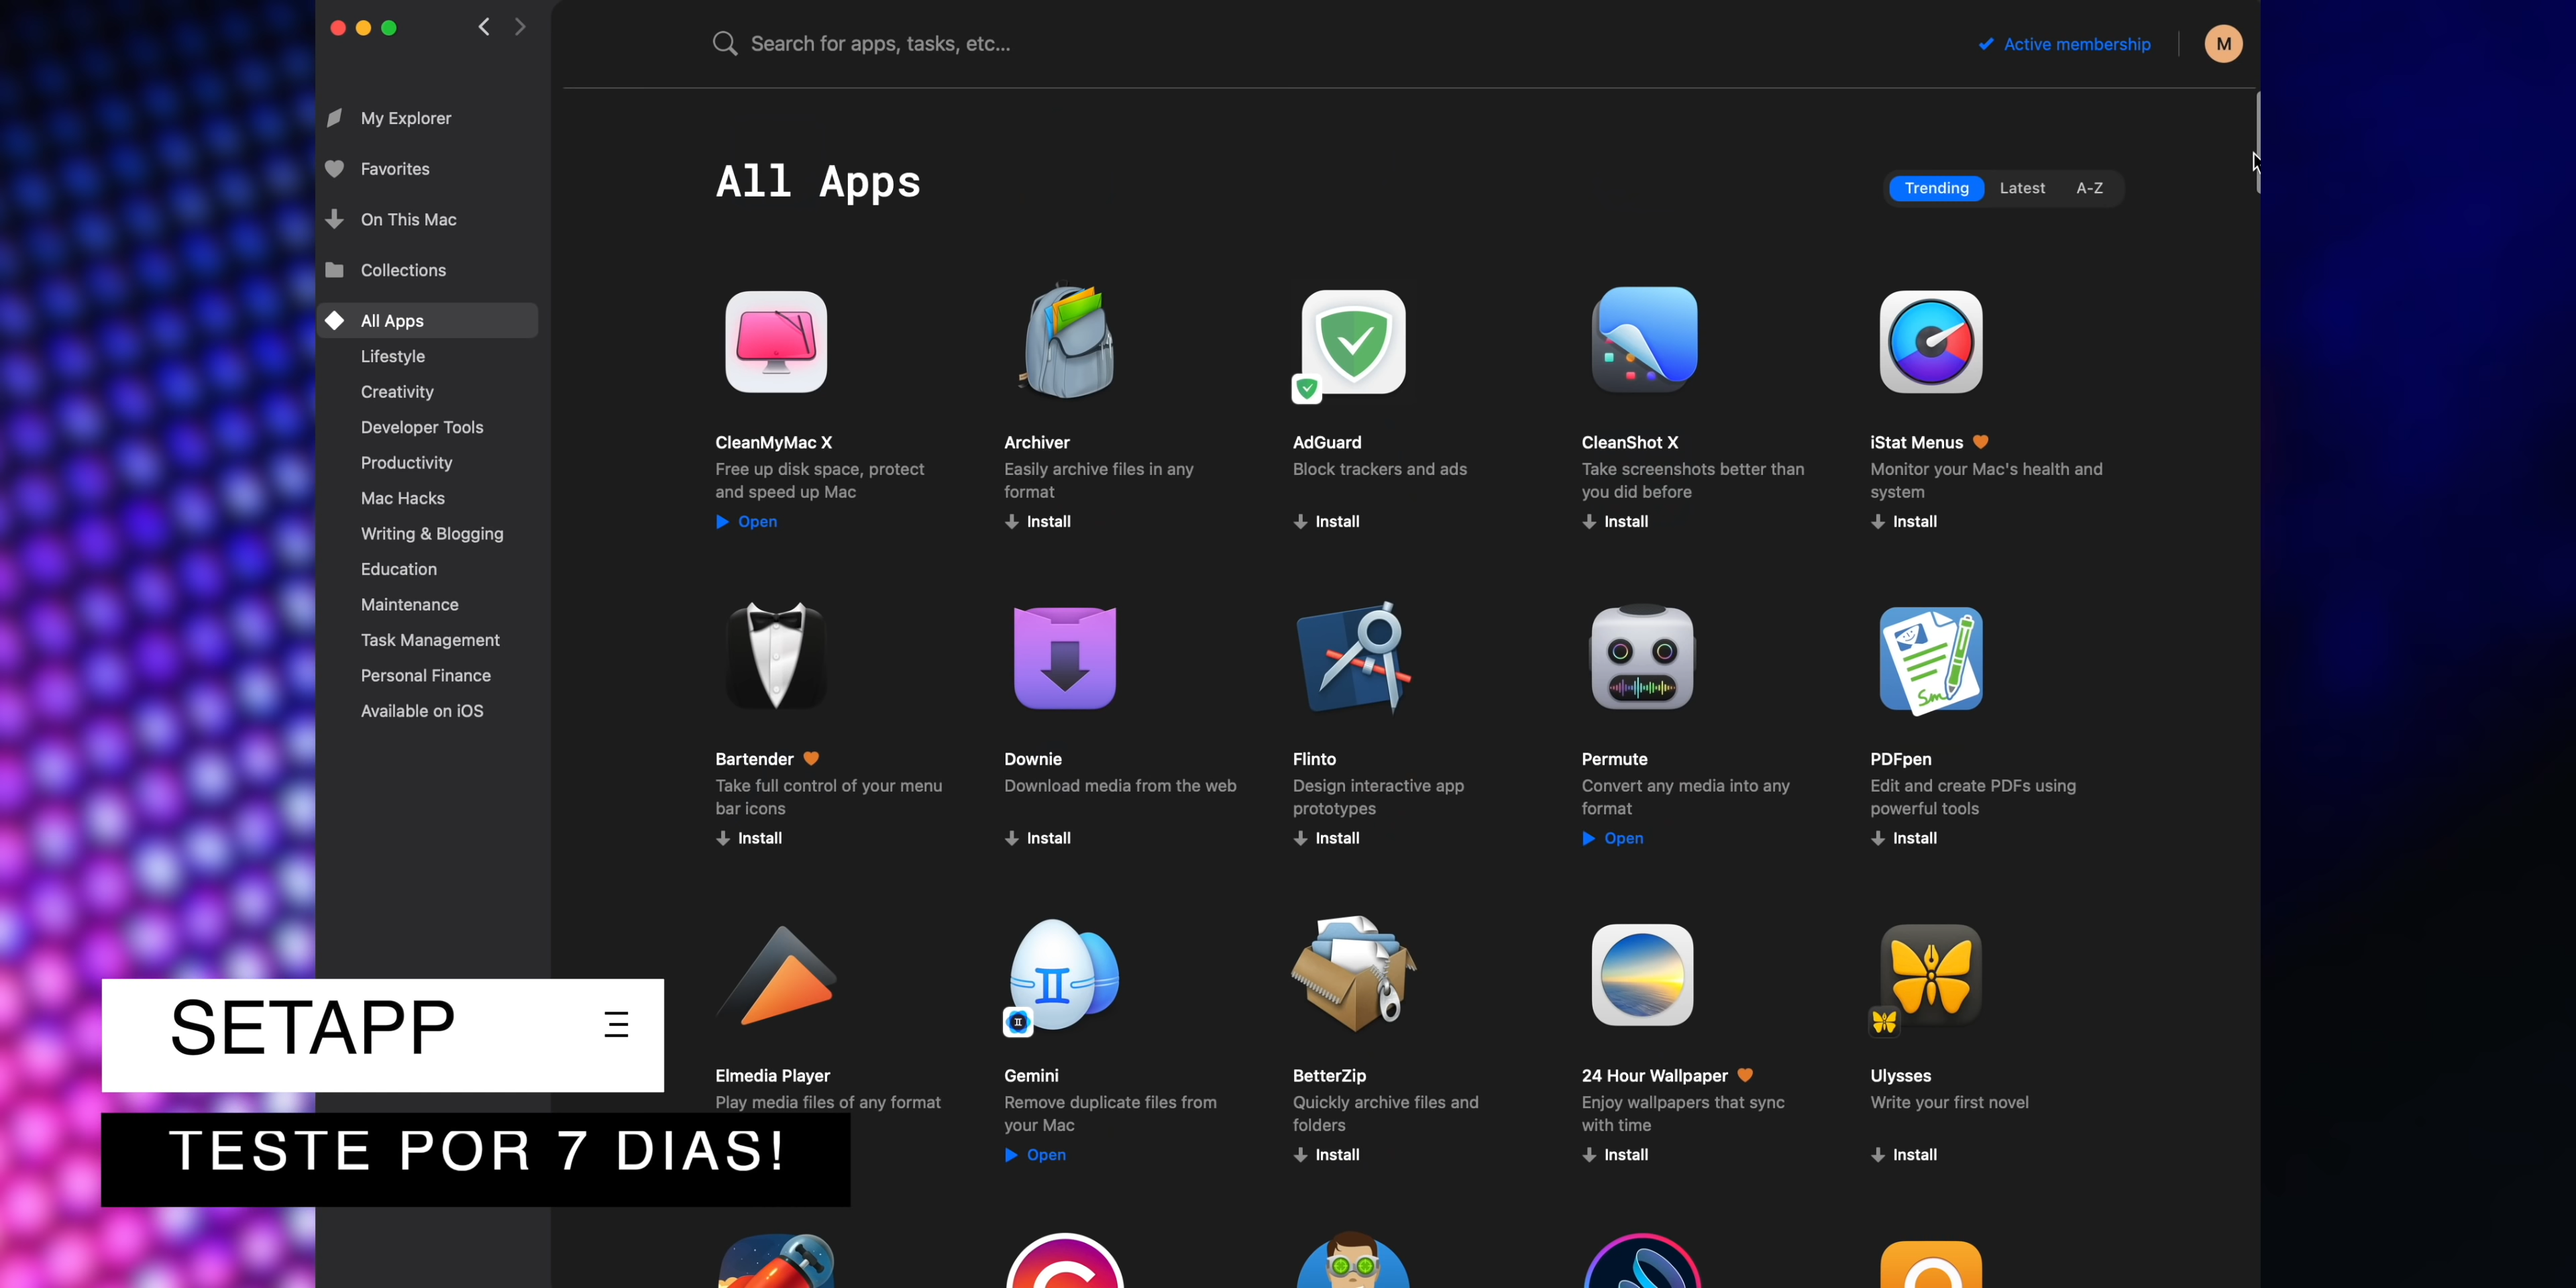 Search for apps, tasks, etc...
Active membership
M
My Explorer
Favorites
On This Mac
Collections
All Apps
Lifestyle
Creativity
Developer Tools
Productivity
Mac Hacks
Writing & Blogging
Education
Maintenance
Task Management
Personal Finance
Available on iOS
All Apps
Trending
Latest
A-Z
CleanMyMac X
Free up disk space, protect
and speed up Mac
Open
Archiver
Easily archive files in any
format
Install
AdGuard
Block trackers and ads
Install
CleanShot X
Take screenshots better than
you did before
Install
iStat Menus
Monitor your Mac's health and
system
Install
Bartender
Take full control of your menu
bar icons
Install
Downie
Download media from the web
Install
Flinto
Design interactive app
prototypes
Install
Permute
Convert any media into any
format
Open
PDFpen
Edit and create PDFs using
powerful tools
Install
Elmedia Player
Play media files of any format
Gemini
Remove duplicate files from
your Mac
Open
BetterZip
Quickly archive files and
folders
Install
24 Hour Wallpaper
Enjoy wallpapers that sync
with time
Install
Ulysses
Write your first novel
Install
SETAPP
TESTE POR 7 DIAS!